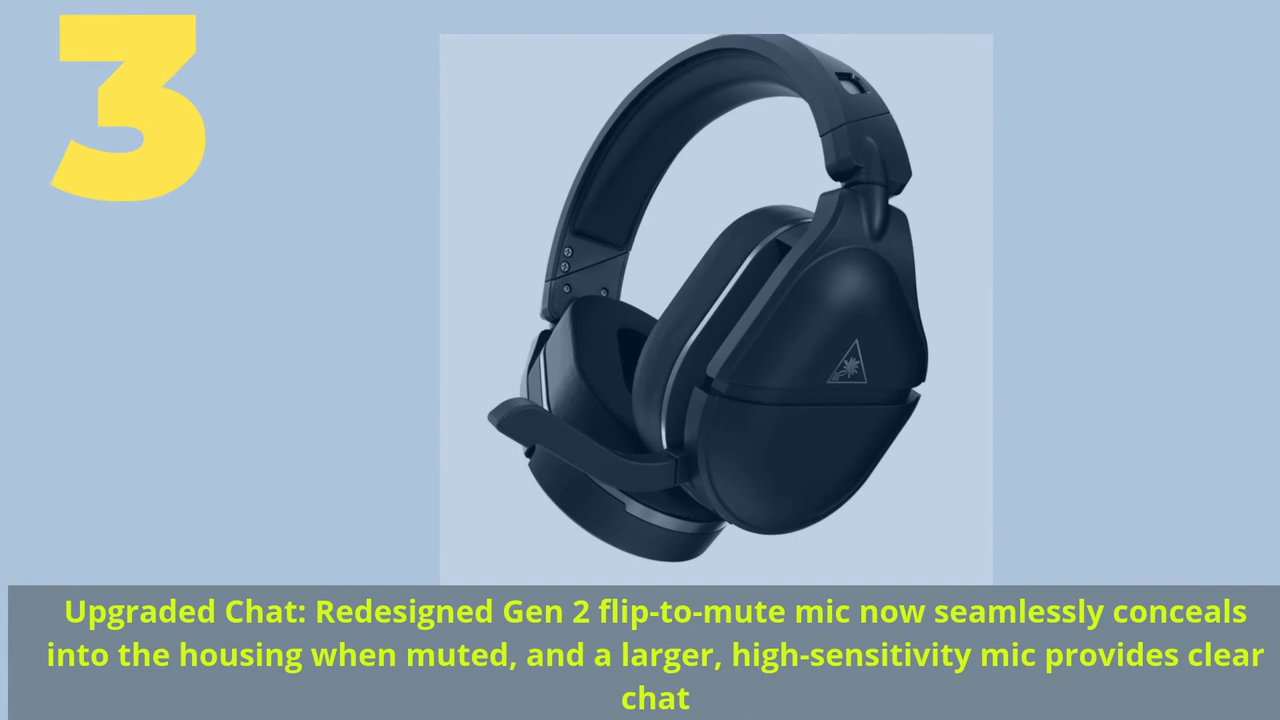 3
Upgraded Chat: Redesigned Gen 2 flip-to-mute mic now seamlessly conceals
into the housing when muted, and a larger, high-sensitivity mic provides clear
chat